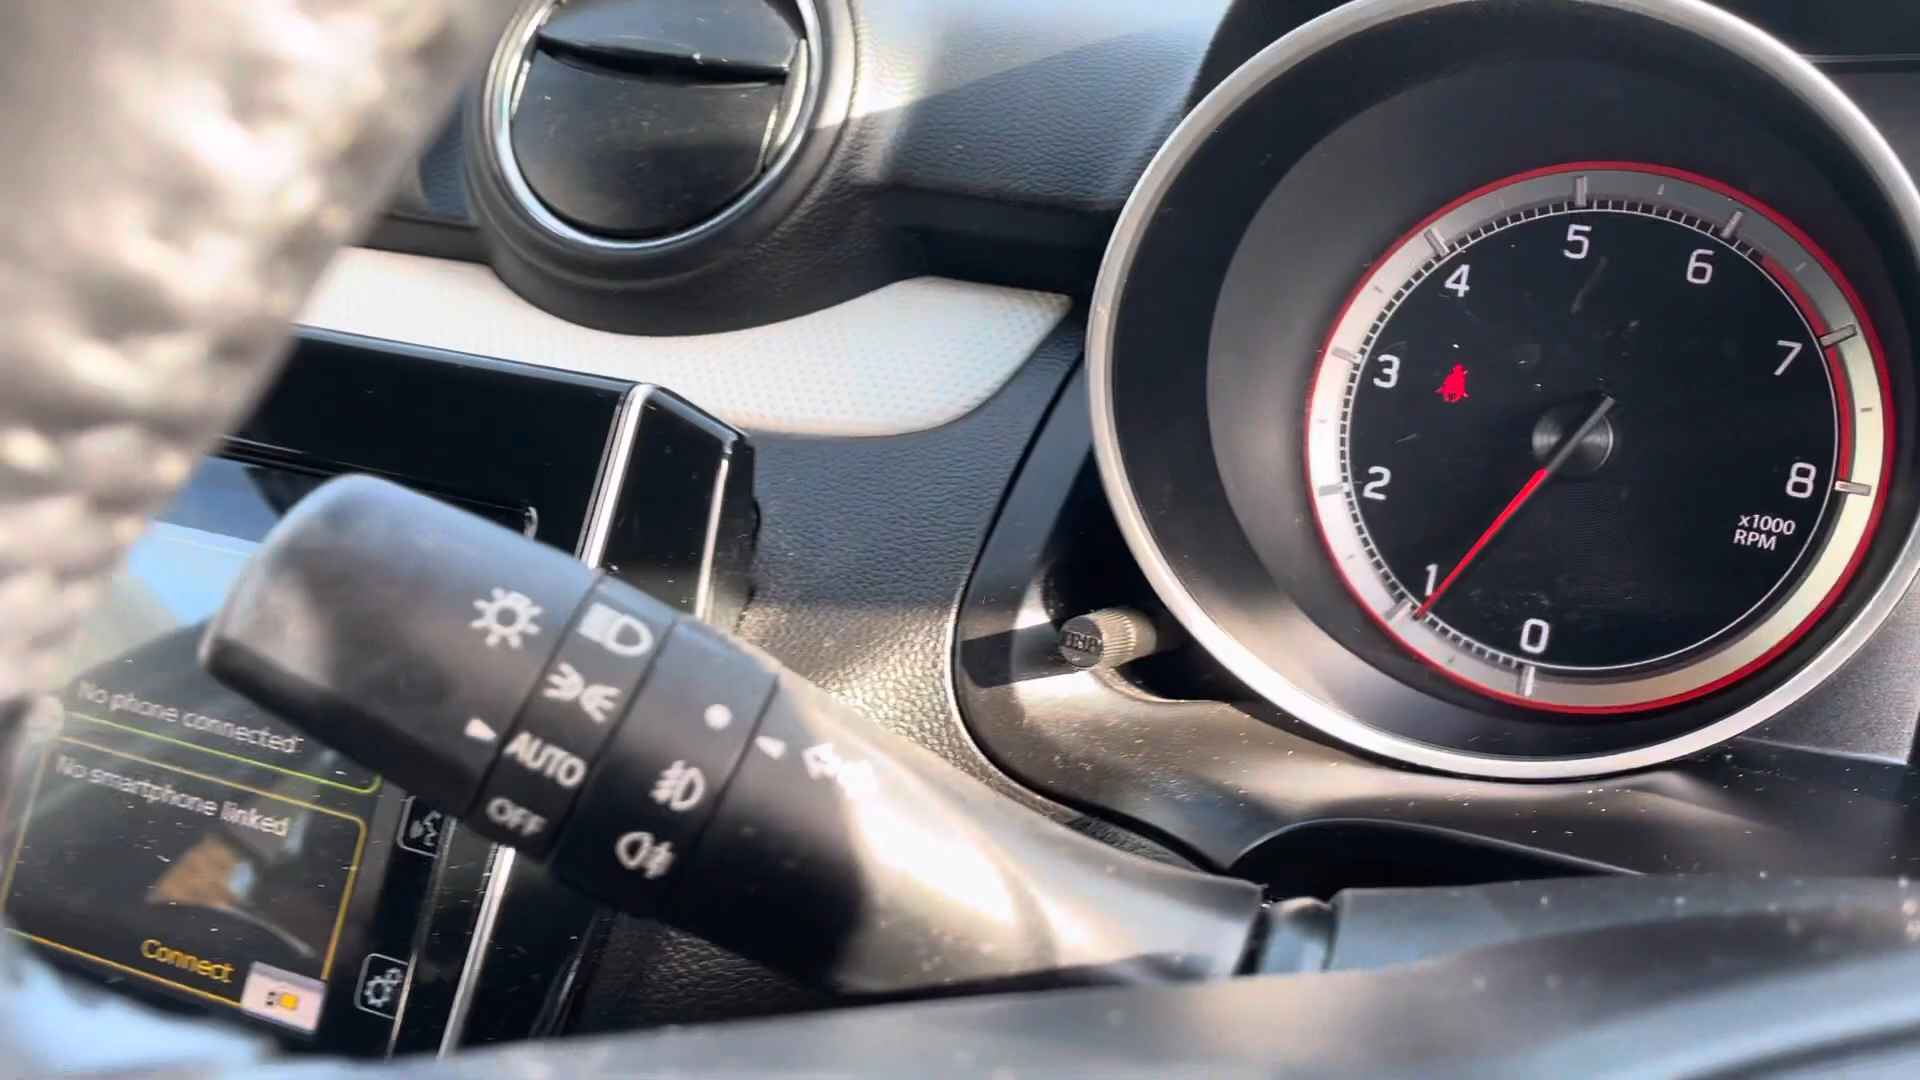 5
4
6
3
7
2
8
x1000
RPM
1
0
AUTO
OFF
No phone connected
No smartphone linked
Connect